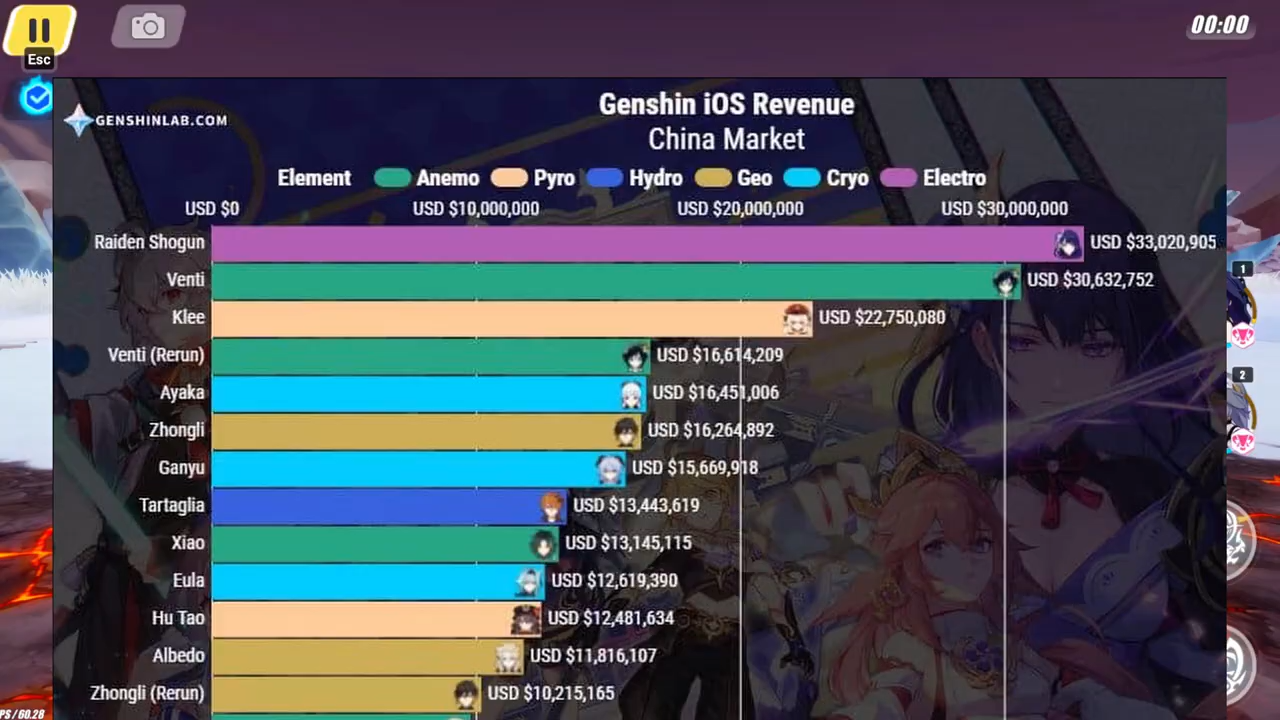 00:00
Esc
GENSHINLAB.COM
Genshin iOS Revenue
China Market
Element Anemo Pyro Hydro Geo Cryo Electro
USD $0 USD $10,000,000 USD $20,000,000 USD $30,000,000
Raiden Shogun USD $33,020,905
Venti USD $30,632,752
1
Klee USD $22,750,080
Venti (Rerun) USD $16,614,209
2
Ayaka USD $16,451,006
Zhongli USD $16,264,892
Ganyu USD $15,669,918
Tartaglia USD $13,443,619
Xiao USD $13,145,115
Eula USD $12,619,390
Hu Tao USD $12,481,634
Albedo USD $11,816,107
Zhongli (Rerun) USD $10,215,165
PS/60.28